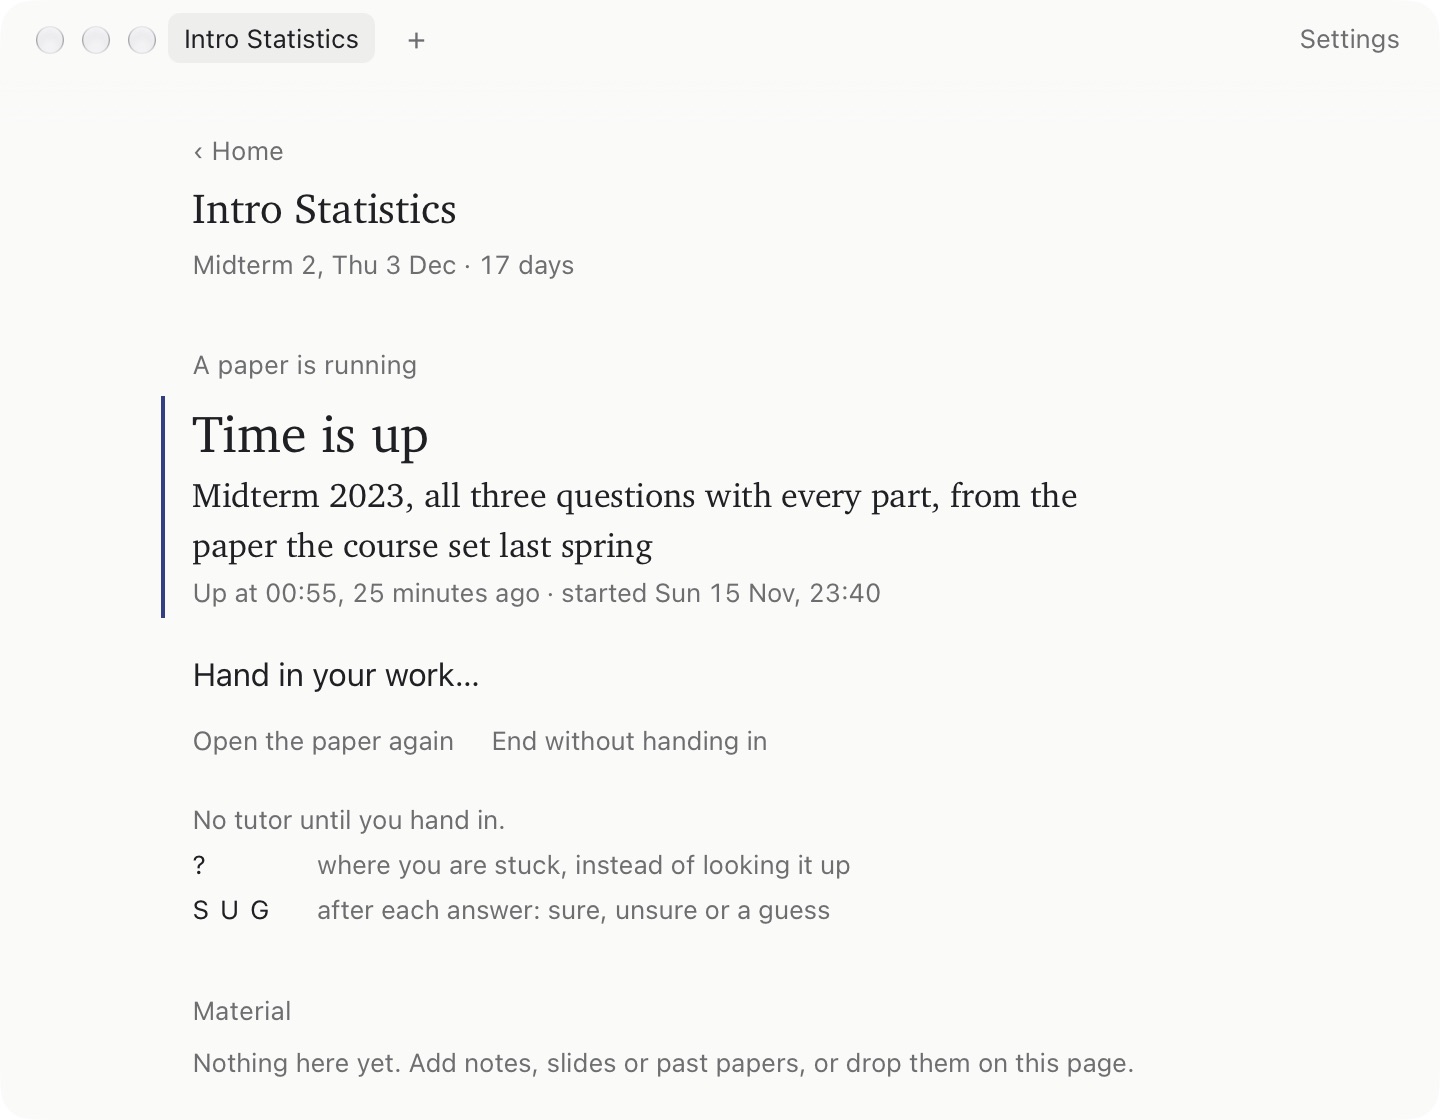 Intro Statistics
+
Settings
‹ Home
Intro Statistics
Midterm 2, Thu 3 Dec · 17 days
A paper is running
Time is up
Midterm 2023, all three questions with every part, from the
paper the course set last spring
Up at 00:55, 25 minutes ago · started Sun 15 Nov, 23:40
Hand in your work...
Open the paper again
End without handing in
No tutor until you hand in.
? where you are stuck, instead of looking it up
S U G after each answer: sure, unsure or a guess
Material
Nothing here yet. Add notes, slides or past papers, or drop them on this page.